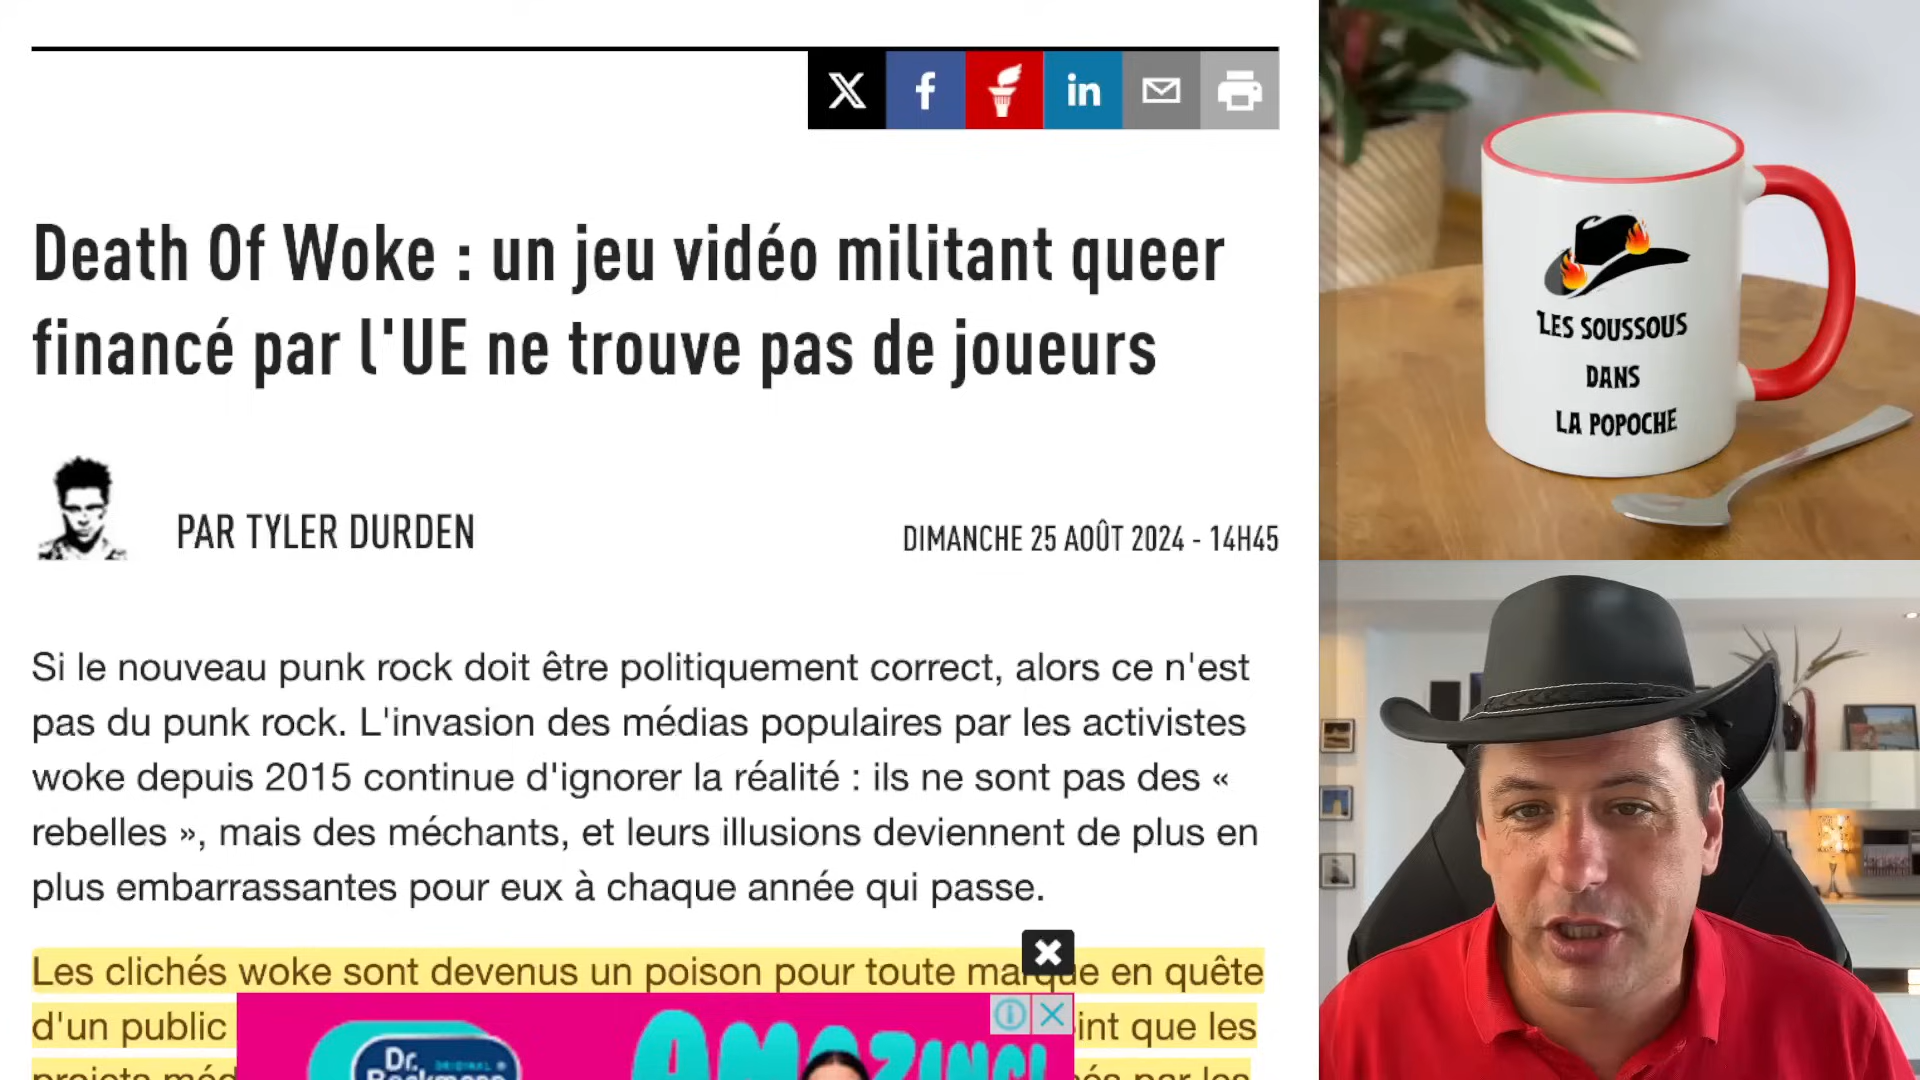 Death Of Woke : un jeu vidéo militant queer
financé par l'UE ne trouve pas de joueurs
PAR TYLER DURDEN
DIMANCHE 25 AOÛT 2024 - 14H45
Si le nouveau punk rock doit être politiquement correct, alors ce n'est
pas du punk rock. L'invasion des médias populaires par les activistes
woke depuis 2015 continue d'ignorer la réalité : ils ne sont pas des «
rebelles », mais des méchants, et leurs illusions deviennent de plus en
plus embarrassantes pour eux à chaque année qui passe.
Les clichés woke sont devenus un poison pour toute marque en quête
d'un public
que les
par les
Dr.
ORIGINAL
AMAZING!
LES SOUSSOUS
DANS
LA POPOCHE